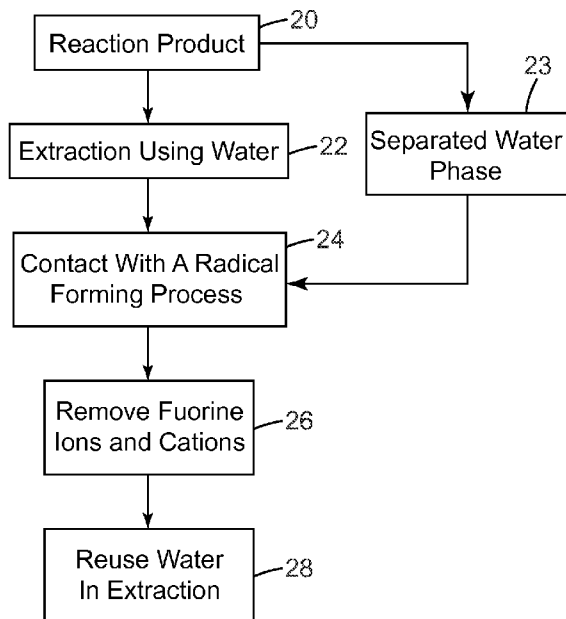 20
Reaction Product
23
Extraction Using Water
22
Separated Water
Phase
24
Contact With A Radical
Forming Process
Remove Fuorine
Ions and Cations
26
Reuse Water
In Extraction
28